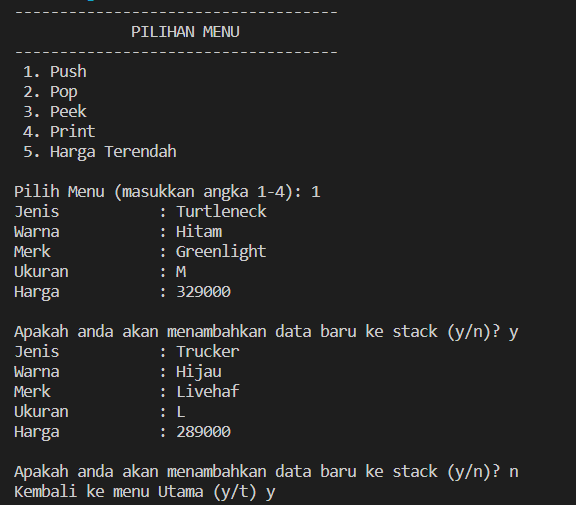 ------------------------------------
PILIHAN MENU
------------------------------------
1. Push
2. Pop
3. Peek
4. Print
5. Harga Terendah
Pilih Menu (masukkan angka 1-4): 1
Jenis : Turtleneck
Warna : Hitam
Merk : Greenlight
Ukuran : M
Harga : 329000
Apakah anda akan menambahkan data baru ke stack (y/n)? y
Jenis : Trucker
Warna : Hijau
Merk : Livehaf
Ukuran : L
Harga : 289000
Apakah anda akan menambahkan data baru ke stack (y/n)? n
Kembali ke menu Utama (y/t) y